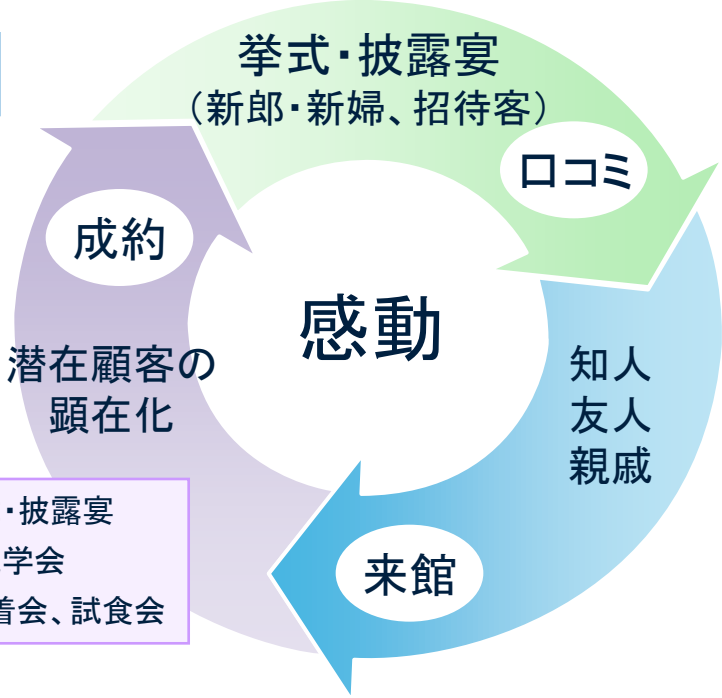 挙式・披露宴
（新郎・新婦、招待客）
口コミ
成約
感動
潜在顧客の
顕在化
知人
友人
親戚
来館
・披露宴
学会
着会、試食会